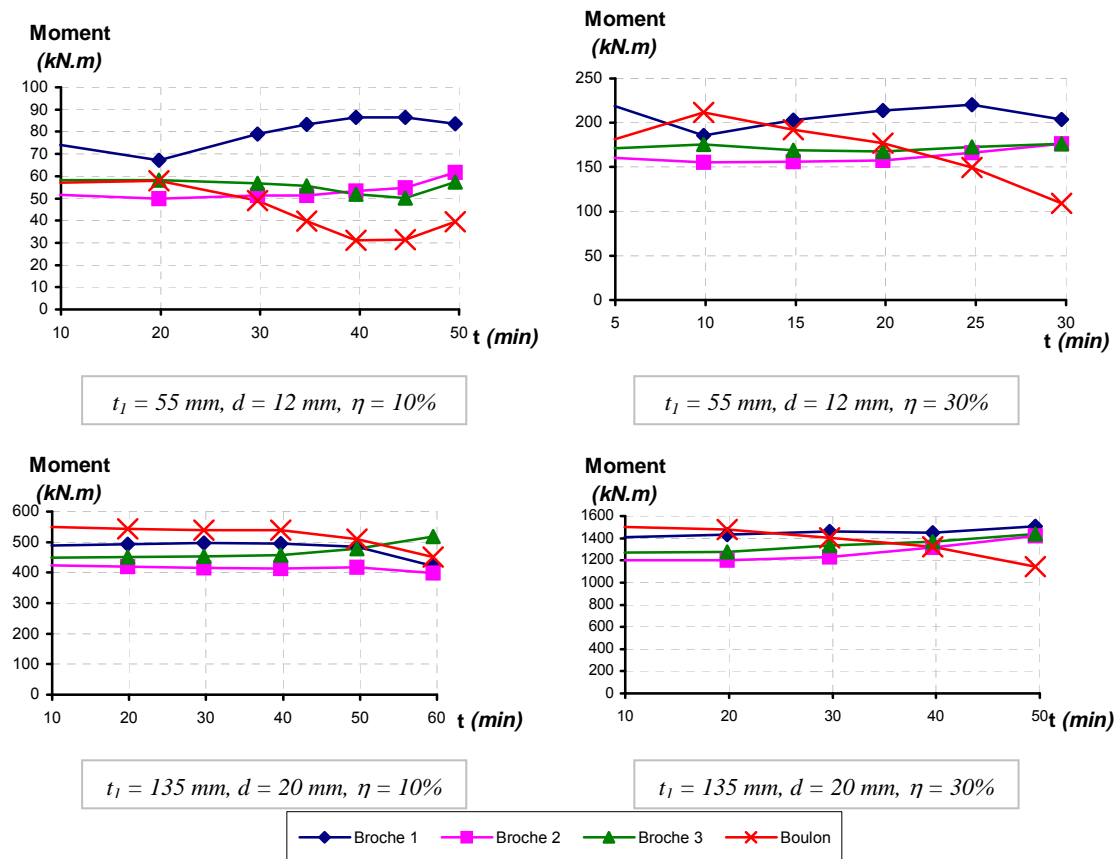 Moment
(kN.m)
100
90
80
70
60
50
40
30
20
10
0
10 20 30 40 50
t (min)
t1 = 55 mm, d = 12 mm, η = 10%
Moment
(kN.m)
250
200
150
100
50
0
5 10 15 20 25 30
t (min)
t1 = 55 mm, d = 12 mm, η = 30%
Moment
(kN.m)
600
500
400
300
200
100
0
10 20 30 40 50 60
t (min)
t1 = 135 mm, d = 20 mm, η = 10%
Moment
(kN.m)
1600
1400
1200
1000
800
600
400
200
0
10 20 30 40 50
t (min)
t1 = 135 mm, d = 20 mm, η = 30%
Broche 1 Broche 2 Broche 3 Boulon